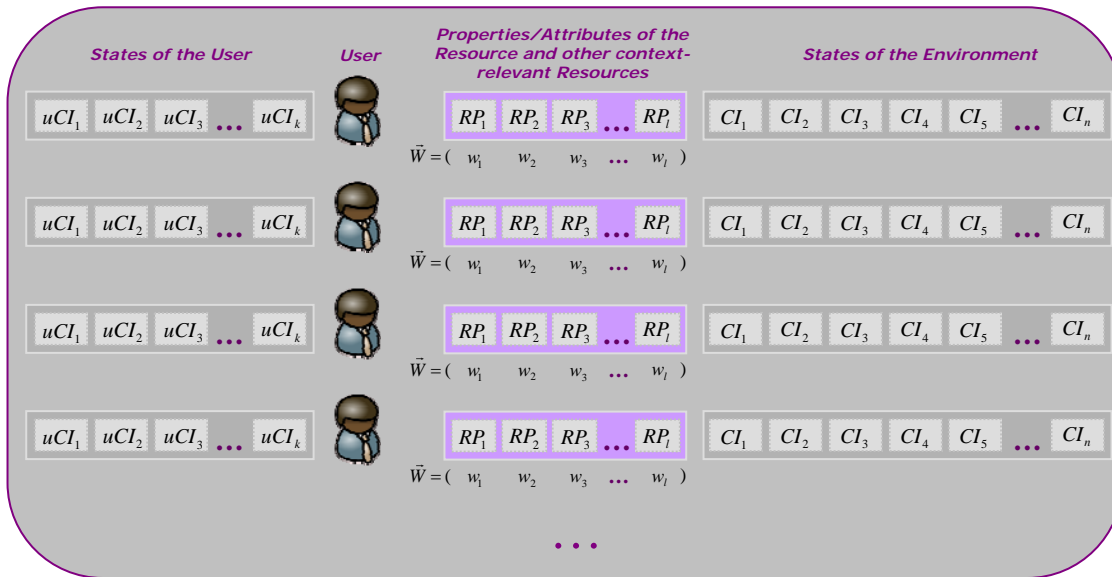 States of the User
User
Properties/Attributes of the
Resource and other context-
relevant Resources
States of the Environment
uCI₁ uCI₂ uCI₃ ... uCIₖ
RP₁ RP₂ RP₃ ... RPₗ
CI₁ CI₂ CI₃ CI₄ CI₅ ... CIₙ
W⃗ = ( w₁ w₂ w₃ ... wₗ )
uCI₁ uCI₂ uCI₃ ... uCIₖ
RP₁ RP₂ RP₃ ... RPₗ
CI₁ CI₂ CI₃ CI₄ CI₅ ... CIₙ
W⃗ = ( w₁ w₂ w₃ ... wₗ )
uCI₁ uCI₂ uCI₃ ... uCIₖ
RP₁ RP₂ RP₃ ... RPₗ
CI₁ CI₂ CI₃ CI₄ CI₅ ... CIₙ
W⃗ = ( w₁ w₂ w₃ ... wₗ )
uCI₁ uCI₂ uCI₃ ... uCIₖ
RP₁ RP₂ RP₃ ... RPₗ
CI₁ CI₂ CI₃ CI₄ CI₅ ... CIₙ
W⃗ = ( w₁ w₂ w₃ ... wₗ )
...